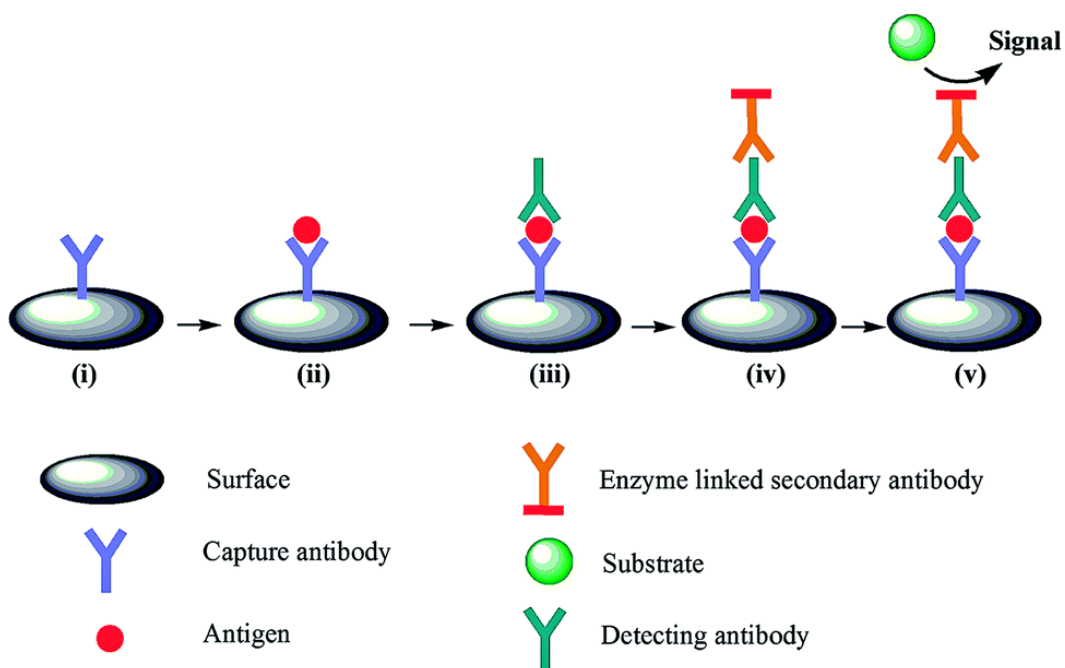 Signal
(i)
(ii)
(iii)
(iv)
(v)
Surface
Enzyme linked secondary antibody
Capture antibody
Substrate
Antigen
Detecting antibody